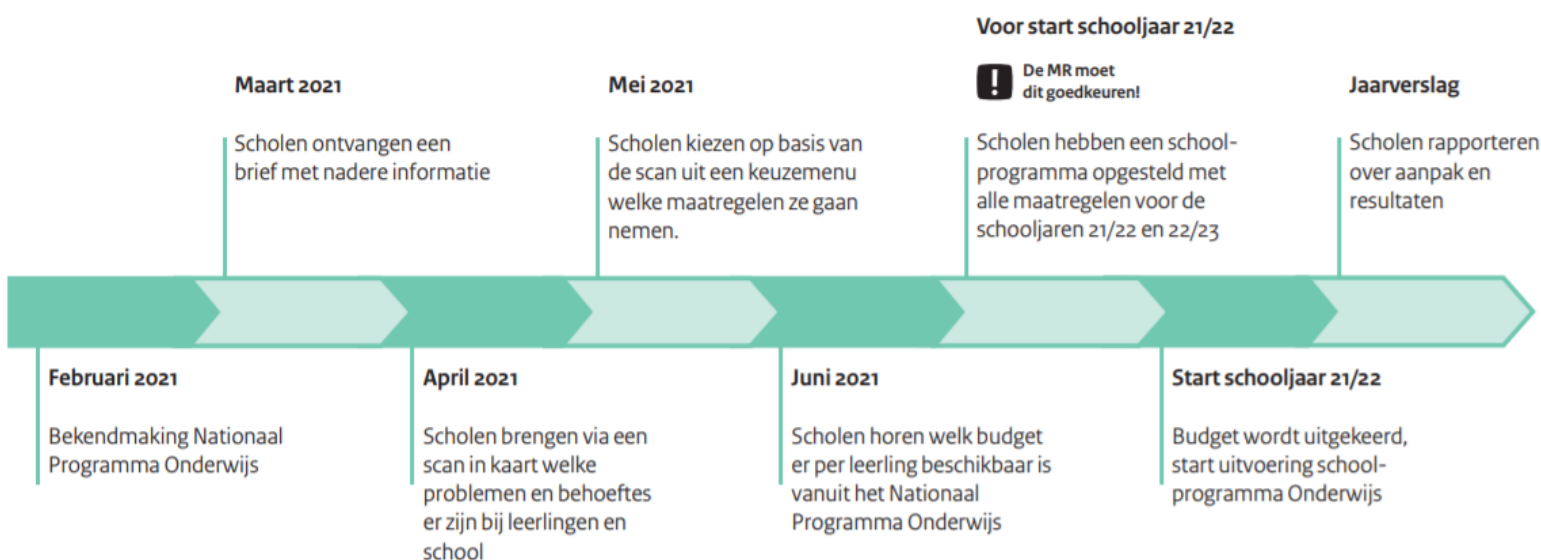 Maart 2021
Scholen ontvangen een
brief met nadere informatie
Mei 2021
Scholen kiezen op basis van
de scan uit een keuzemenu
welke maatregelen ze gaan
nemen.
Voor start schooljaar 21/22
!
De MR moet
dit goedkeuren!
Scholen hebben een school-
programma opgesteld met
alle maatregelen voor de
schooljaren 21/22 en 22/23
Jaarverslag
Scholen rapporteren
over aanpak en
resultaten
Februari 2021
Bekendmaking Nationaal
Programma Onderwijs
April 2021
Scholen brengen via een
scan in kaart welke
problemen en behoeftes
er zijn bij leerlingen en
school
Juni 2021
Scholen horen welk budget
er per leerling beschikbaar is
vanuit het Nationaal
Programma Onderwijs
Start schooljaar 21/22
Budget wordt uitgekeerd,
start uitvoering school-
programma Onderwijs